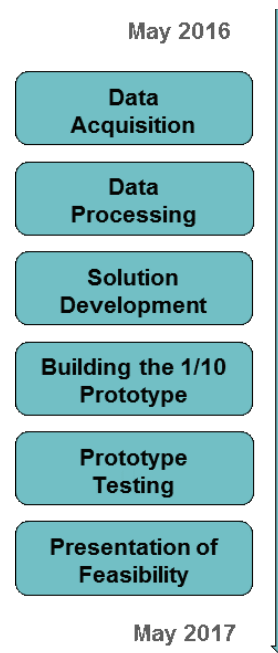 May 2016
Data
Acquisition
Data
Processing
Solution
Development
Building the 1/10
Prototype
Prototype
Testing
Presentation of
Feasibility
May 2017